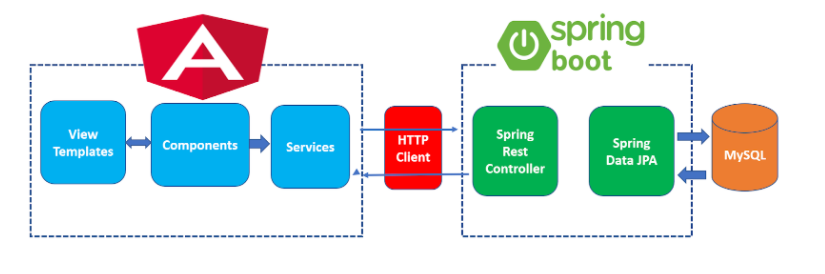 spring
boot
View
Templates
Components
Services
HTTP
Client
Spring
Rest
Controller
Spring
Data JPA
MySQL